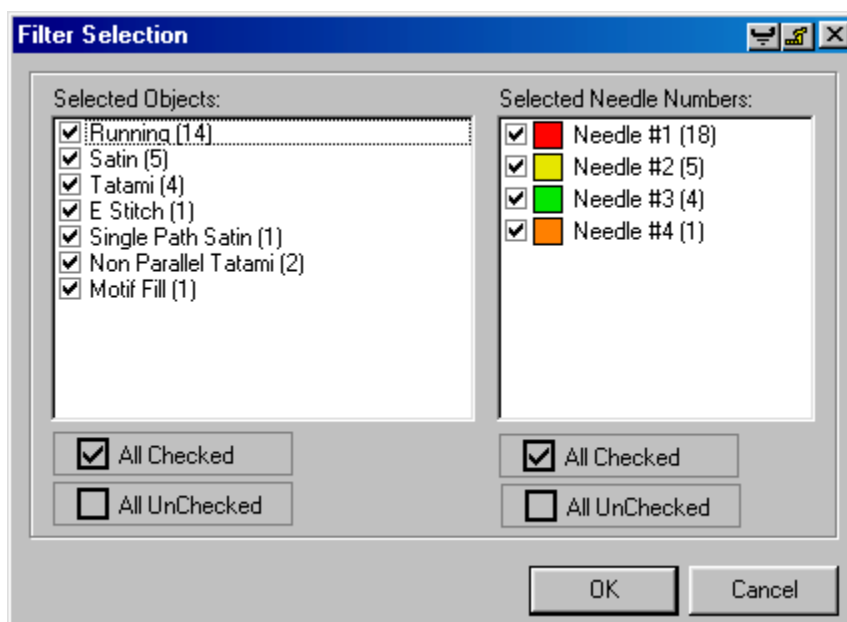 Filter Selection
Selected Objects:
Running (14)
Satin (5)
Tatami (4)
E Stitch (1)
Single Path Satin (1)
Non Parallel Tatami (2)
Motif Fill (1)
All Checked
All UnChecked
Selected Needle Numbers:
Needle #1 (18)
Needle #2 (5)
Needle #3 (4)
Needle #4 (1)
All Checked
All UnChecked
OK
Cancel